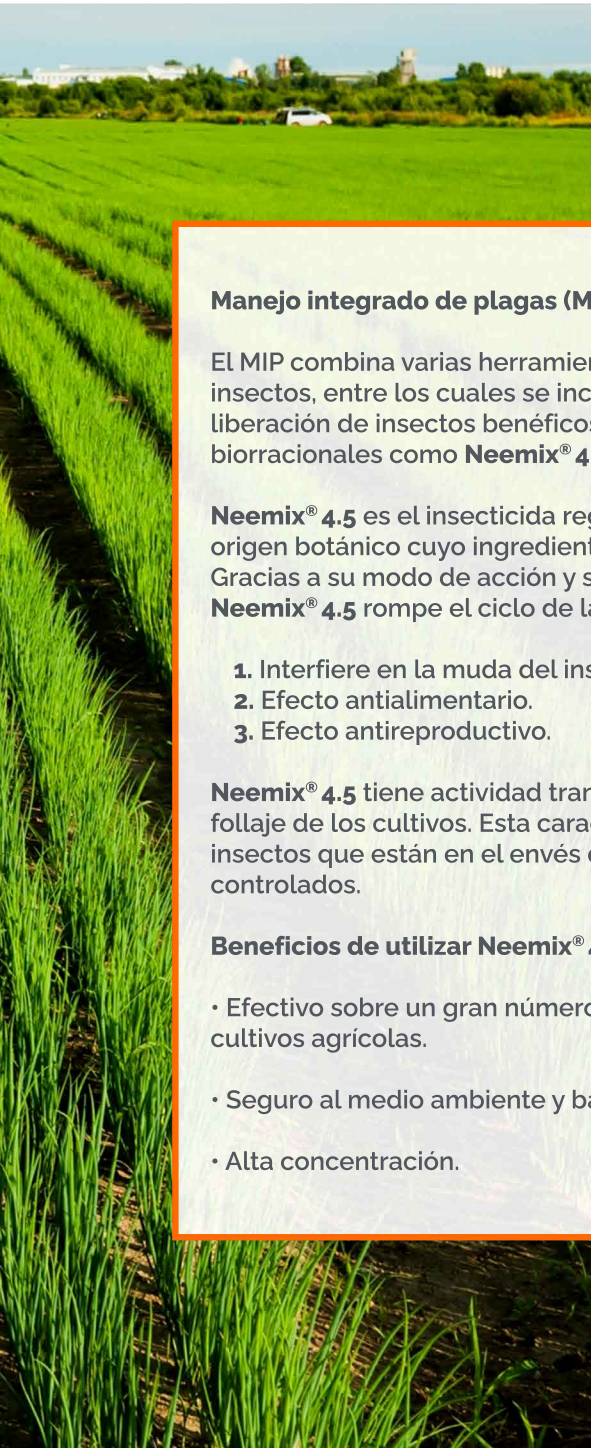 Manejo integrado de plagas (M
El MIP combina varias herramien
insectos, entre los cuales se inc
liberación de insectos benéficos
biorracionales como Neemix® 4
Neemix® 4.5 es el insecticida reg
origen botánico cuyo ingredient
Gracias a su modo de acción y s
Neemix® 4.5 rompe el ciclo de la
1. Interfiere en la muda del ins
2. Efecto antialimentario.
3. Efecto antireproductivo.
Neemix® 4.5 tiene actividad tran
follaje de los cultivos. Esta cara
insectos que están en el envés
controlados.
Beneficios de utilizar Neemix®
• Efectivo sobre un gran número
cultivos agrícolas.
• Seguro al medio ambiente y ba
• Alta concentración.